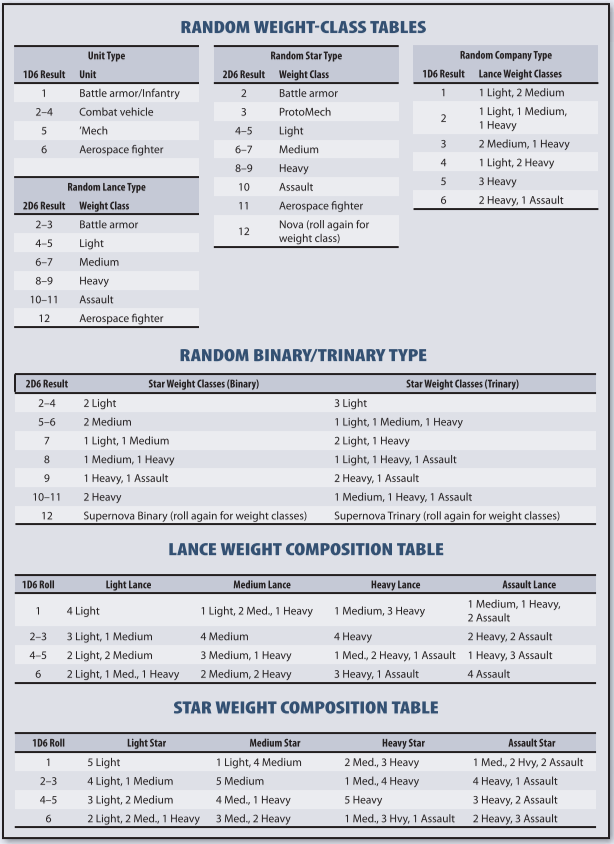 RANDOM WEIGHT-CLASS TABLES
Unit Type
1D6 Result Unit
1 Battle armor/Infantry
2–4 Combat vehicle
5 'Mech
6 Aerospace fighter
Random Lance Type
2D6 Result Weight Class
2–3 Battle armor
4–5 Light
6–7 Medium
8–9 Heavy
10–11 Assault
12 Aerospace fighter
Random Star Type
2D6 Result Weight Class
2 Battle armor
3 ProtoMech
4–5 Light
6–7 Medium
8–9 Heavy
10 Assault
11 Aerospace fighter
12 Nova (roll again for
weight class)
Random Company Type
1D6 Result Lance Weight Classes
1 1 Light, 2 Medium
2 1 Light, 1 Medium,
1 Heavy
3 2 Medium, 1 Heavy
4 1 Light, 2 Heavy
5 3 Heavy
6 2 Heavy, 1 Assault
RANDOM BINARY/TRINARY TYPE
2D6 Result Star Weight Classes (Binary) Star Weight Classes (Trinary)
2–4 2 Light 3 Light
5–6 2 Medium 1 Light, 1 Medium, 1 Heavy
7 1 Light, 1 Medium 2 Light, 1 Heavy
8 1 Medium, 1 Heavy 1 Light, 1 Heavy, 1 Assault
9 1 Heavy, 1 Assault 2 Heavy, 1 Assault
10–11 2 Heavy 1 Medium, 1 Heavy, 1 Assault
12 Supernova Binary (roll again for weight classes) Supernova Trinary (roll again for weight classes)
LANCE WEIGHT COMPOSITION TABLE
1D6 Roll Light Lance Medium Lance Heavy Lance Assault Lance
1 4 Light 1 Light, 2 Med., 1 Heavy 1 Medium, 3 Heavy 1 Medium, 1 Heavy,
2 Assault
2–3 3 Light, 1 Medium 4 Medium 4 Heavy 2 Heavy, 2 Assault
4–5 2 Light, 2 Medium 3 Medium, 1 Heavy 1 Med., 2 Heavy, 1 Assault 1 Heavy, 3 Assault
6 2 Light, 1 Med., 1 Heavy 2 Medium, 2 Heavy 3 Heavy, 1 Assault 4 Assault
STAR WEIGHT COMPOSITION TABLE
1D6 Roll Light Star Medium Star Heavy Star Assault Star
1 5 Light 1 Light, 4 Medium 2 Med., 3 Heavy 1 Med., 2 Hvy, 2 Assault
2–3 4 Light, 1 Medium 5 Medium 1 Med., 4 Heavy 4 Heavy, 1 Assault
4–5 3 Light, 2 Medium 4 Med., 1 Heavy 5 Heavy 3 Heavy, 2 Assault
6 2 Light, 2 Med., 1 Heavy 3 Med., 2 Heavy 1 Med., 3 Hvy, 1 Assault 2 Heavy, 3 Assault